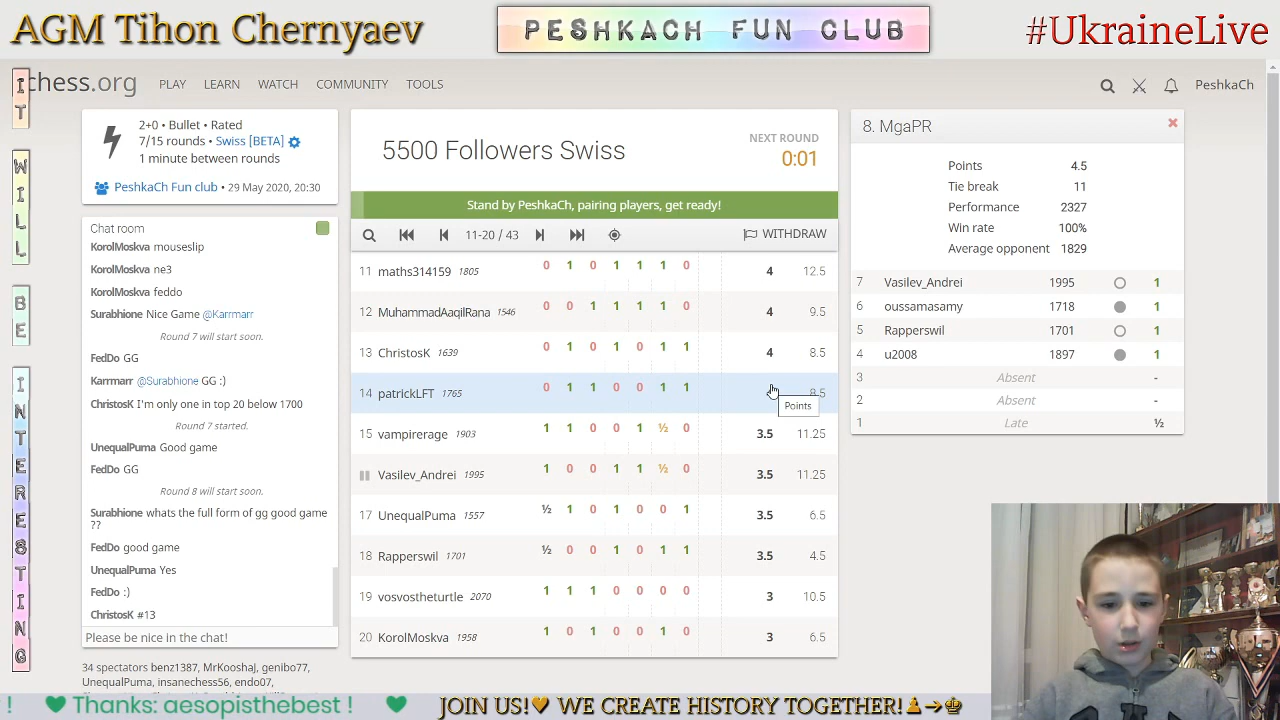 AGM Tihon Chernyaev
PESHKACH FUN CLUB
#UkraineLive
IT WILL BE INTERESTING
chess.org
PLAY LEARN WATCH COMMUNITY TOOLS
PeshkaCh
2+0 • Bullet • Rated
7/15 rounds • Swiss [BETA]
1 minute between rounds
PeshkaCh Fun club • 29 May 2020, 20:30
Chat room
KorolMoskva mouseslip
KorolMoskva ne3
KorolMoskva feddo
Surabhione Nice Game @Karrmarr
Round 7 will start soon.
FedDo GG
Karrmarr @Surabhione GG :)
ChristosK I'm only one in top 20 below 1700
Round 7 started.
UnequalPuma Good game
FedDo GG
Round 8 will start soon.
Surabhione whats the full form of gg good game
??
FedDo good game
UnequalPuma Yes
FedDo :)
ChristosK #13
Please be nice in the chat!
34 spectators benz1387, MrKooshaJ, genibo77,
UnequalPuma, insanechess56, endo07,
5500 Followers Swiss
NEXT ROUND
0:01
Stand by PeshkaCh, pairing players, get ready!
11-20 / 43
WITHDRAW
11 maths314159 1805 0 1 0 1 1 1 0 4 12.5
12 MuhammadAaqilRana 1546 0 0 1 1 1 1 0 4 9.5
13 ChristosK 1639 0 1 0 1 0 1 1 4 8.5
14 patrickLFT 1765 0 1 1 0 0 1 1 8.5
Points
15 vampirerage 1903 1 1 0 0 1 ½ 0 3.5 11.25
Vasilev_Andrei 1995 1 0 0 1 1 ½ 0 3.5 11.25
17 UnequalPuma 1557 ½ 1 0 1 0 0 1 3.5 6.5
18 Rapperswil 1701 ½ 0 0 1 0 1 1 3.5 4.5
19 vosvostheturtle 2070 1 1 1 0 0 0 0 3 10.5
20 KorolMoskva 1958 1 0 1 0 0 1 0 3 6.5
8. MgaPR
Points 4.5
Tie break 11
Performance 2327
Win rate 100%
Average opponent 1829
7 Vasilev_Andrei 1995 1
6 oussamasamy 1718 1
5 Rapperswil 1701 1
4 u2008 1897 1
3 Absent -
2 Absent -
1 Late ½
! Thanks: aesopisthebest !
JOIN US! WE CREATE HISTORY TOGETHER!